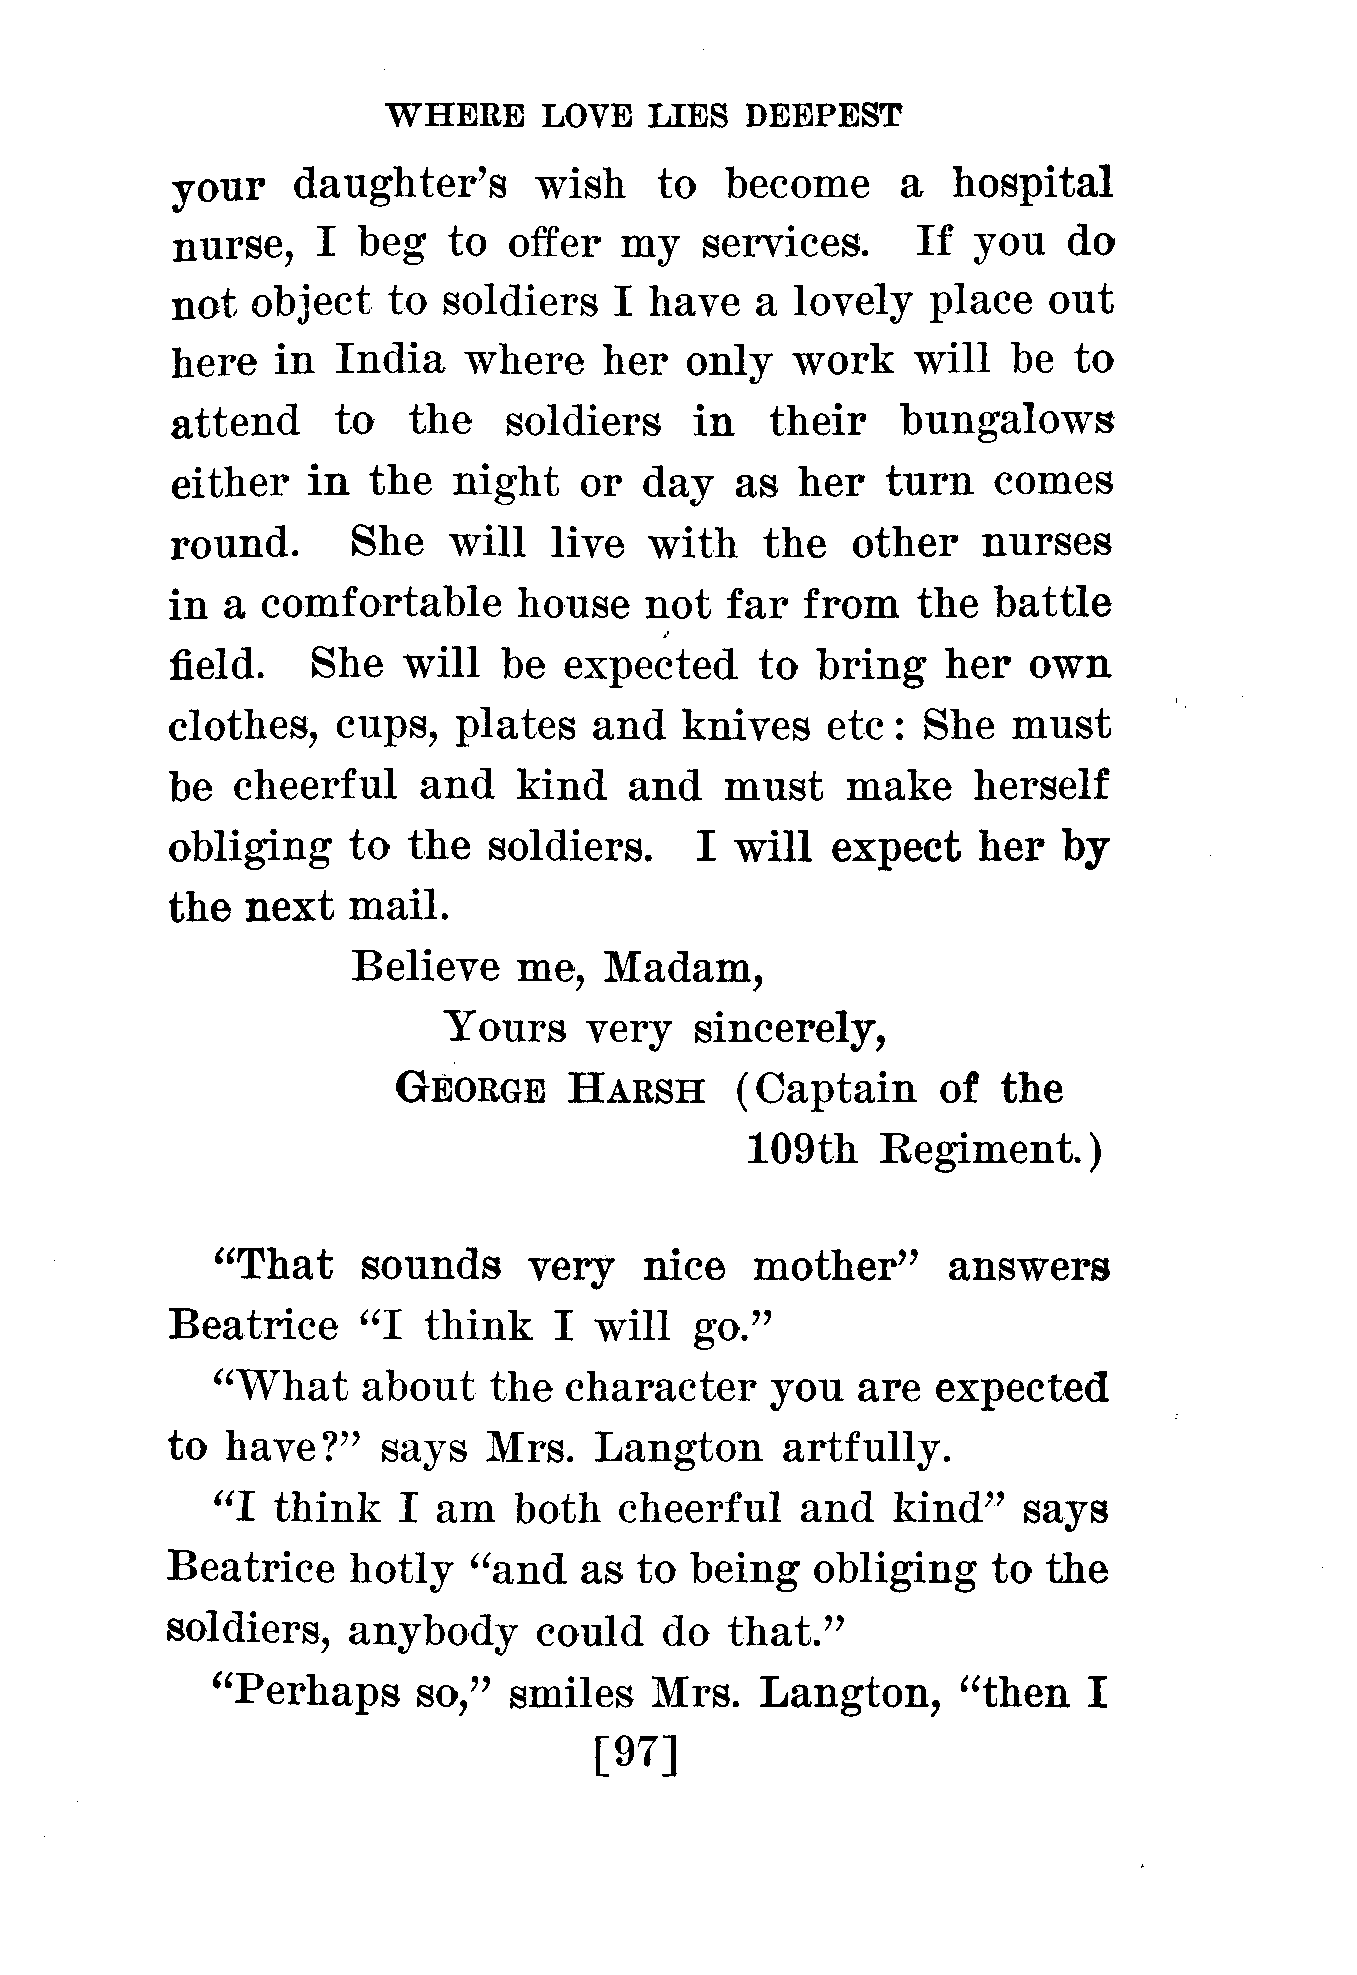 WHERE LOVE LIES DEEPEST
your daughter's wish to become a hospital
nurse, I beg to offer my services. If you do
not object to soldiers I have a lovely place out
here in India where her only work will be to
attend to the soldiers in their bungalows
either in the night or day as her turn comes
round. She will live with the other nurses
in a comfortable house not far from the battle
field. She will be expected to bring her own
clothes, cups, plates and knives etc: She must
be cheerful and kind and must make herself
obliging to the soldiers. I will expect her by
the next mail.
Believe me, Madam,
Yours very sincerely,
GEORGE HARSH (Captain of the
109th Regiment.)
“That sounds very nice mother” answers
Beatrice “I think I will go.”
“What about the character you are expected
to have?” says Mrs. Langton artfully.
“I think I am both cheerful and kind” says
Beatrice hotly “and as to being obliging to the
soldiers, anybody could do that.”
“Perhaps so,” smiles Mrs. Langton, “then I
[97]